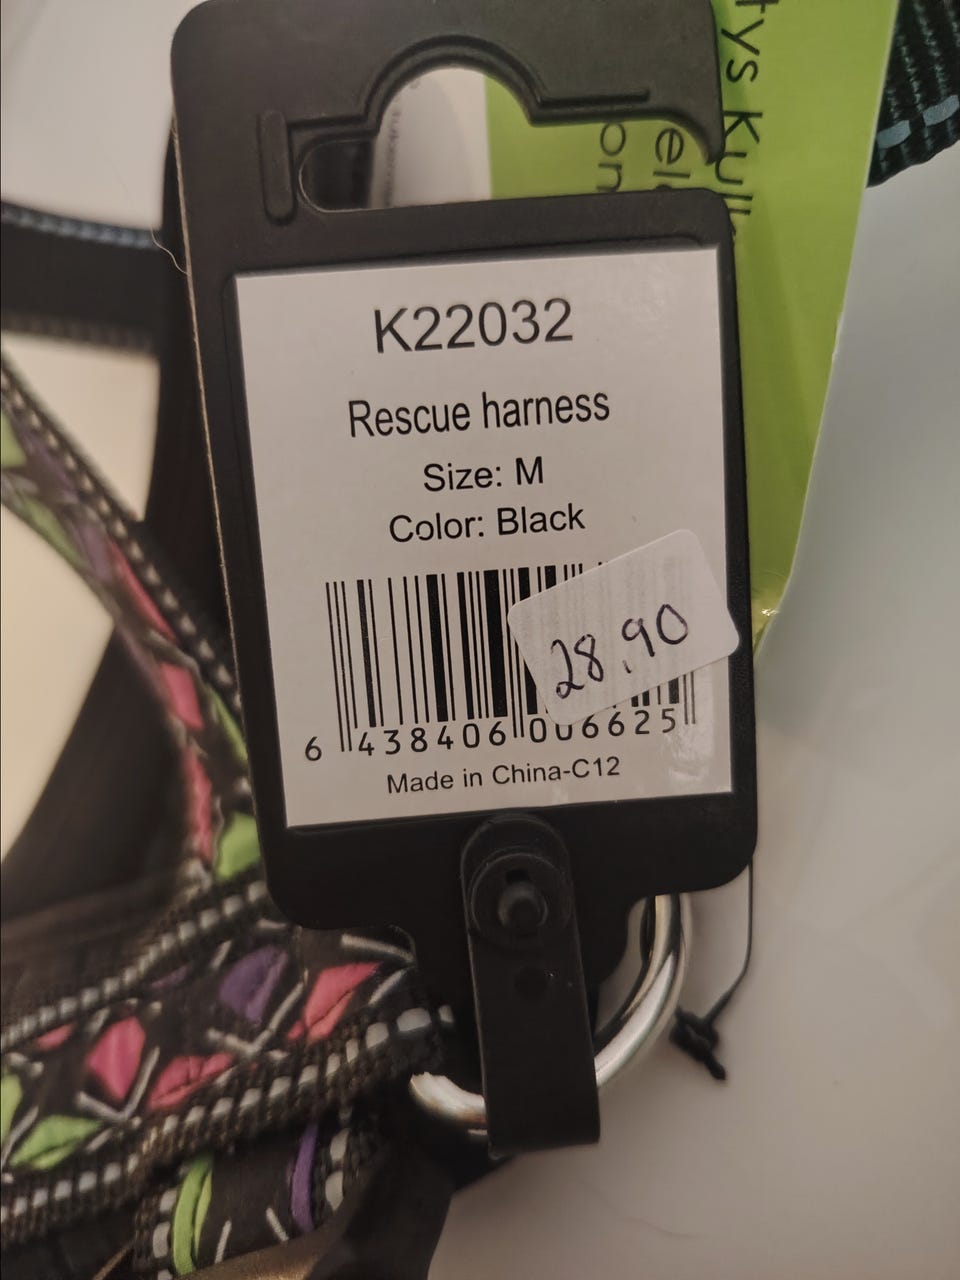 K22032
Rescue harness
Size: M
Color: Black
28.90
6 438406 006625
Made in China-C12